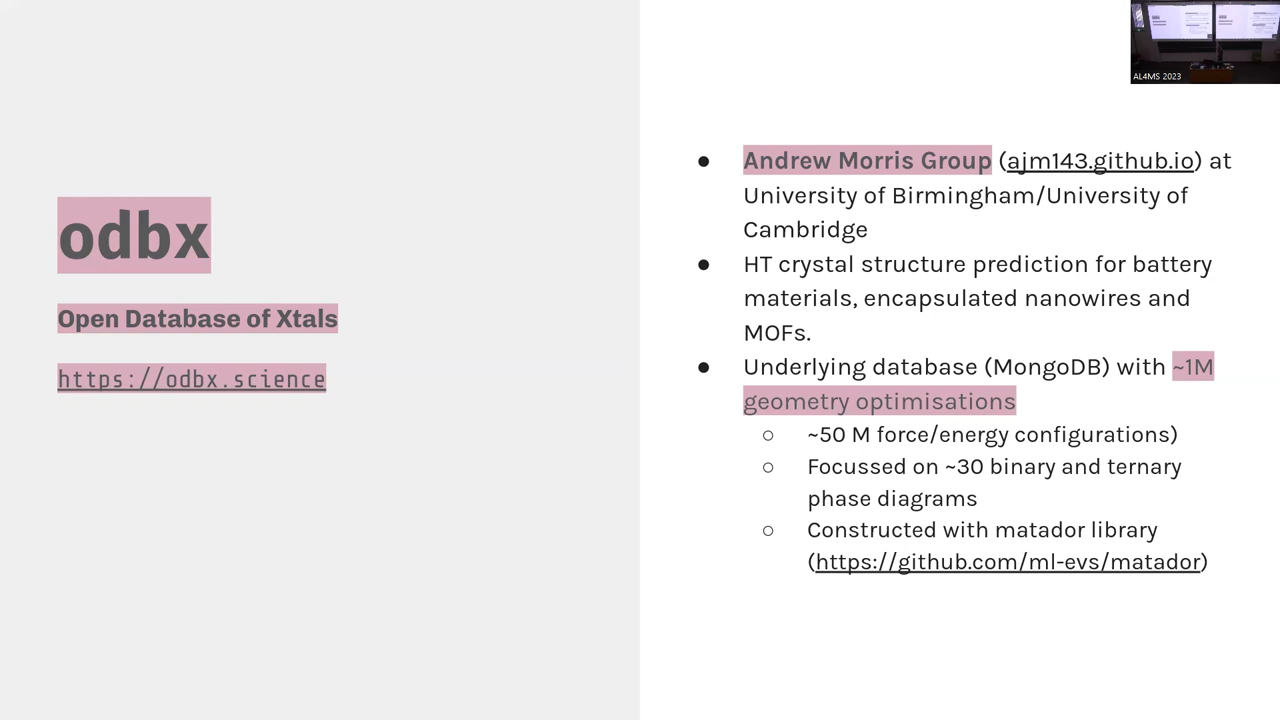 odbx
Open Database of Xtals
https://odbx.science
● Andrew Morris Group (ajm143.github.io) at
University of Birmingham/University of
Cambridge
● HT crystal structure prediction for battery
materials, encapsulated nanowires and
MOFs.
● Underlying database (MongoDB) with ~1M
geometry optimisations
○ ~50 M force/energy configurations)
○ Focussed on ~30 binary and ternary
phase diagrams
○ Constructed with matador library
(https://github.com/ml-evs/matador)
AL4MS 2023